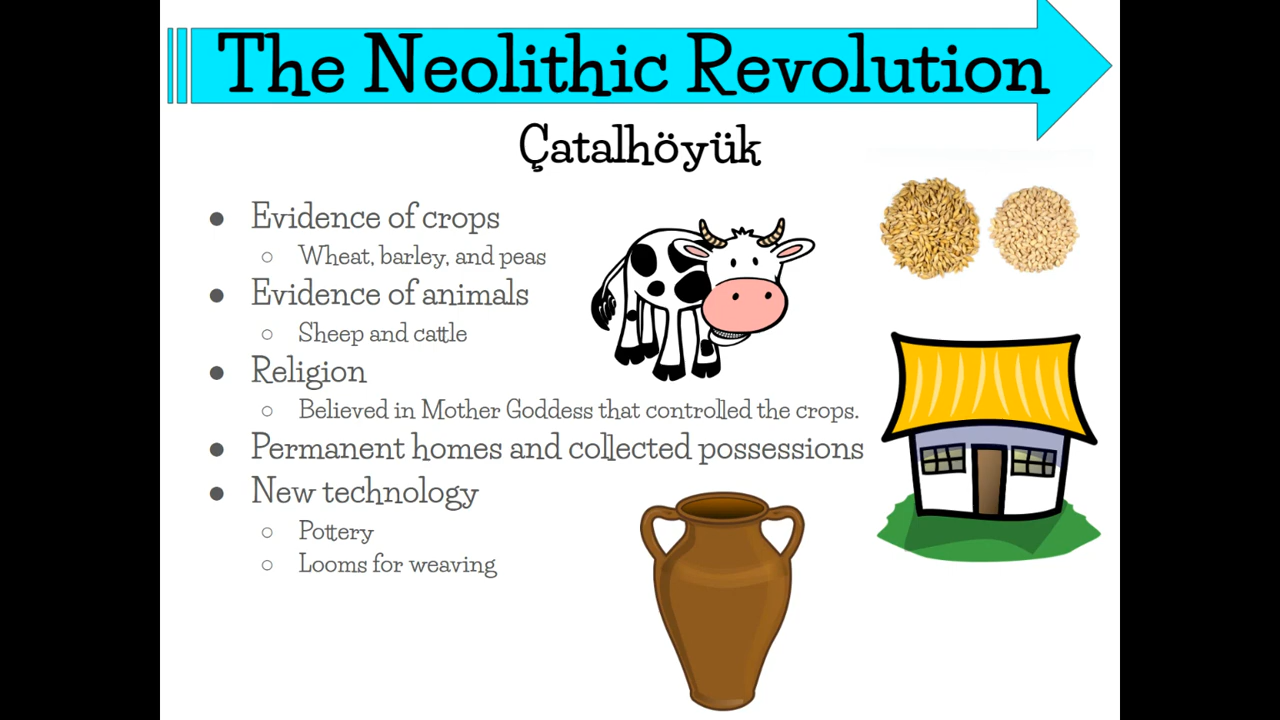 The Neolithic Revolution
Çatalhöyük
● Evidence of crops
○ Wheat, barley, and peas
● Evidence of animals
○ Sheep and cattle
● Religion
○ Believed in Mother Goddess that controlled the crops.
● Permanent homes and collected possessions
● New technology
○ Pottery
○ Looms for weaving